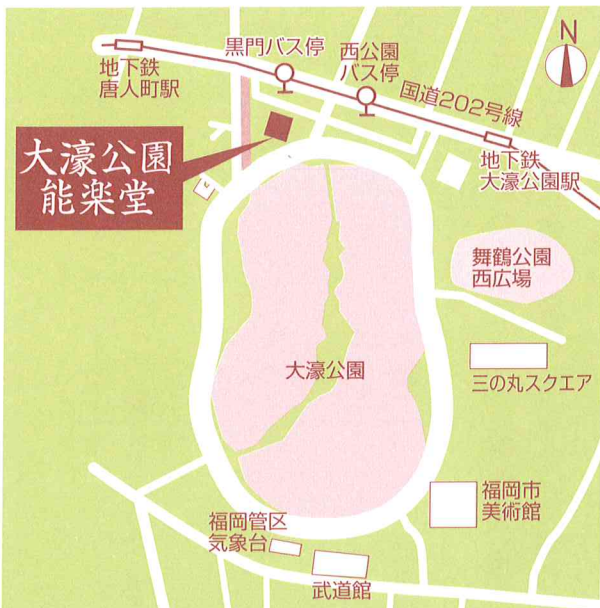 N
黒門バス停
西公園
バス停
地下鉄
唐人町駅
国道202号線
地下鉄
大濠公園駅
大濠公園
能楽堂
舞鶴公園
西広場
大濠公園
三の丸スクエア
福岡市
美術館
福岡管区
気象台
武道館